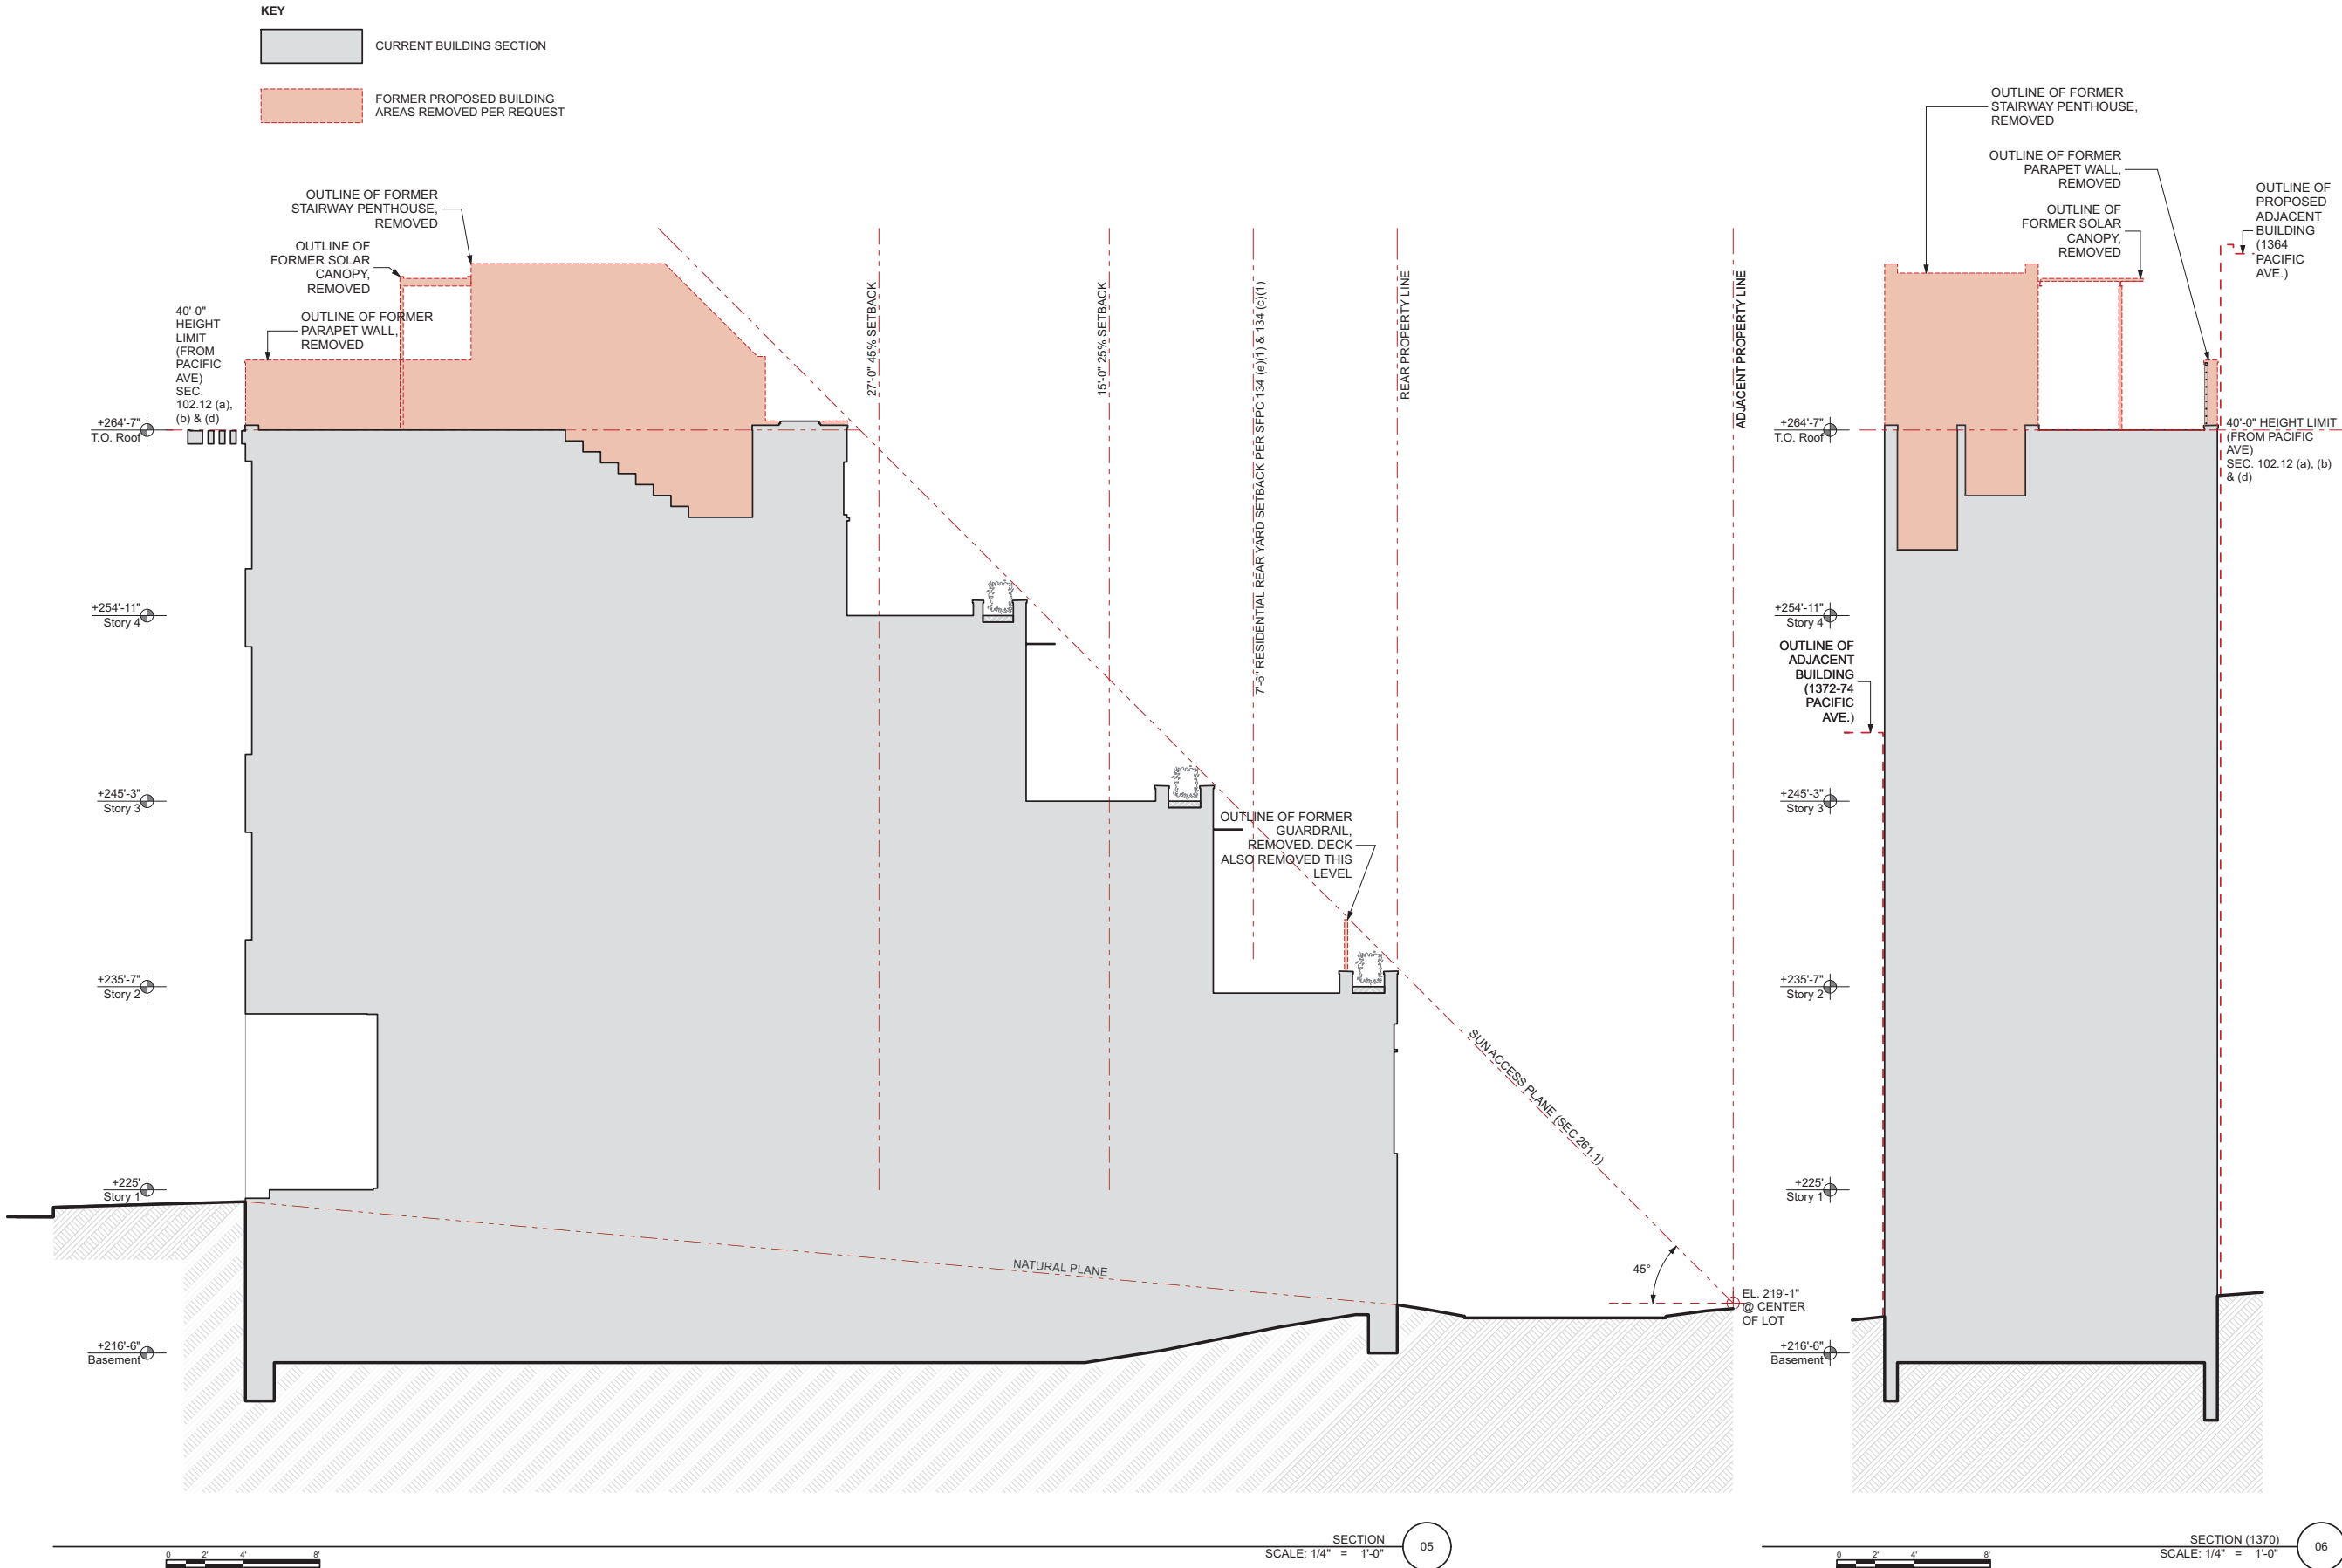 KEY
CURRENT BUILDING SECTION
FORMER PROPOSED BUILDING
AREAS REMOVED PER REQUEST
OUTLINE OF FORMER
STAIRWAY PENTHOUSE,
REMOVED
OUTLINE OF
FORMER SOLAR
CANOPY,
REMOVED
OUTLINE OF FORMER
PARAPET WALL,
REMOVED
40'-0"
HEIGHT
LIMIT
(FROM
PACIFIC
AVE)
SEC.
102.12 (a),
(b) & (d)
+264'-7"
T.O. Roof
+254'-11"
Story 4
+245'-3"
Story 3
+235'-7"
Story 2
+225'
Story 1
+216'-6"
Basement
27'-0" 45% SETBACK
15'-0" 25% SETBACK
7'-6" RESIDENTIAL REAR YARD SETBACK PER SFPC 134 (e)(1) & 134 (c)(1)
REAR PROPERTY LINE
ADJACENT PROPERTY LINE
OUTLINE OF FORMER
GUARDRAIL,
REMOVED. DECK
ALSO REMOVED THIS
LEVEL
SUN ACCESS PLANE (SEC.261.1)
NATURAL PLANE
45°
EL. 219'-1"
@ CENTER
OF LOT
SECTION
SCALE: 1/4" = 1'-0"
05
0 2' 4' 8'
OUTLINE OF FORMER
STAIRWAY PENTHOUSE,
REMOVED
OUTLINE OF FORMER
PARAPET WALL,
REMOVED
OUTLINE OF
FORMER SOLAR
CANOPY,
REMOVED
OUTLINE OF
PROPOSED
ADJACENT
BUILDING
(1364
PACIFIC
AVE.)
40'-0" HEIGHT LIMIT
(FROM PACIFIC
AVE)
SEC. 102.12 (a), (b)
& (d)
+264'-7"
T.O. Roof
+254'-11"
Story 4
OUTLINE OF
ADJACENT
BUILDING
(1372-74
PACIFIC
AVE.)
+245'-3"
Story 3
+235'-7"
Story 2
+225'
Story 1
+216'-6"
Basement
SECTION (1370)
SCALE: 1/4" = 1'-0"
06
0 2' 4' 8'